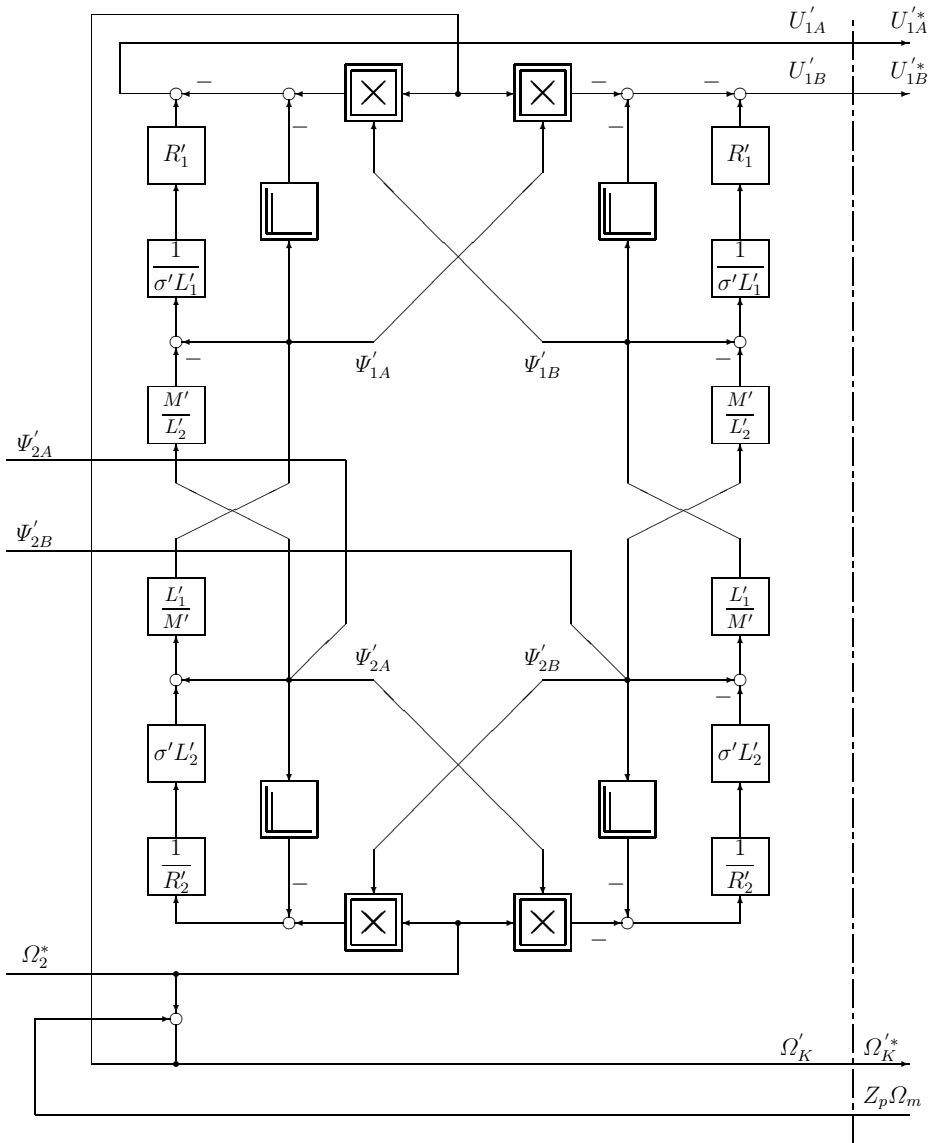 U'_{1A} U'^*_{1A}
U'_{1B} U'^*_{1B}
− − −
× ×
− −
R'_1 R'_1
1/σ'L'_1 1/σ'L'_1
− Ψ'_{1A} Ψ'_{1B} −
M'/L'_2 M'/L'_2
Ψ'_{2A}
Ψ'_{2B}
L'_1/M' L'_1/M'
Ψ'_{2A} Ψ'_{2B}
−
σ'L'_2 σ'L'_2
1/R'_2 1/R'_2
− −
× ×
−
Ω^*_2
Ω'_K Ω'^*_K
Z_pΩ_m